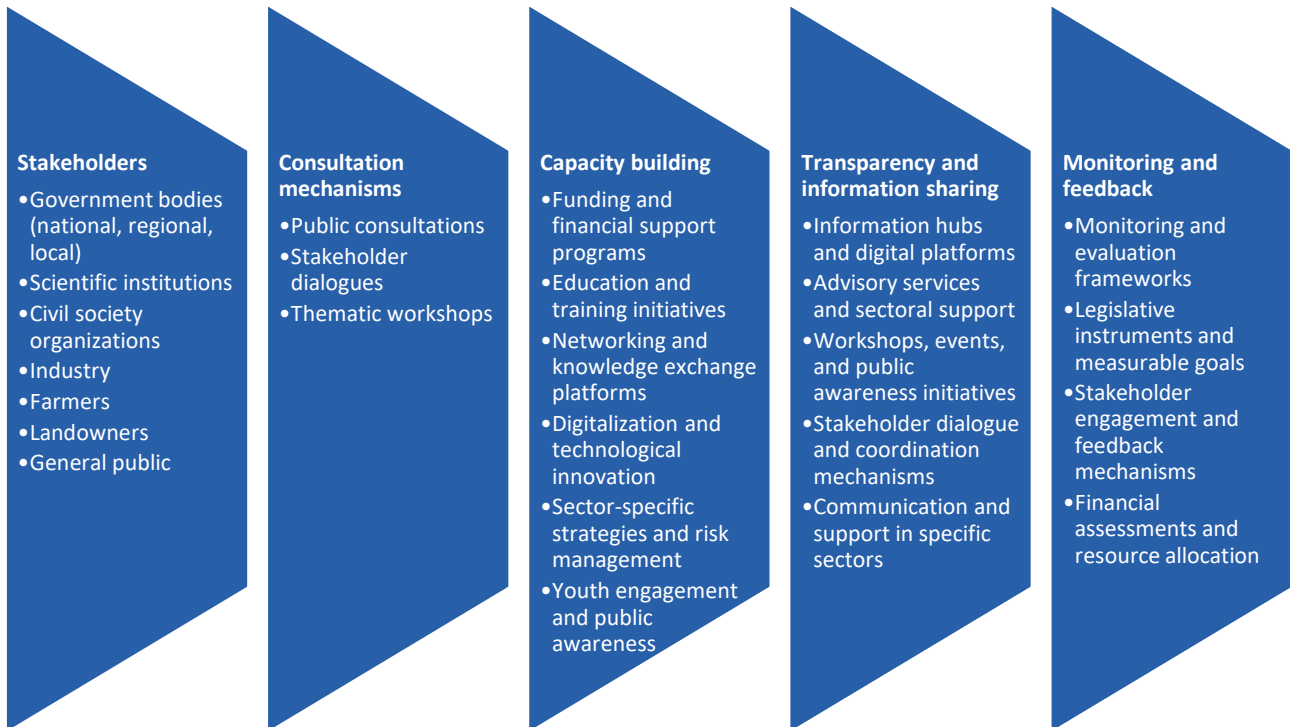 Stakeholders
•Government bodies
(national, regional,
local)
•Scientific institutions
•Civil society
organizations
•Industry
•Farmers
•Landowners
•General public
Consultation
mechanisms
•Public consultations
•Stakeholder
dialogues
•Thematic workshops
Capacity building
•Funding and
financial support
programs
•Education and
training initiatives
•Networking and
knowledge exchange
platforms
•Digitalization and
technological
innovation
•Sector-specific
strategies and risk
management
•Youth engagement
and public
awareness
Transparency and
information sharing
•Information hubs
and digital platforms
•Advisory services
and sectoral support
•Workshops, events,
and public
awareness initiatives
•Stakeholder dialogue
and coordination
mechanisms
•Communication and
support in specific
sectors
Monitoring and
feedback
•Monitoring and
evaluation
frameworks
•Legislative
instruments and
measurable goals
•Stakeholder
engagement and
feedback
mechanisms
•Financial
assessments and
resource allocation